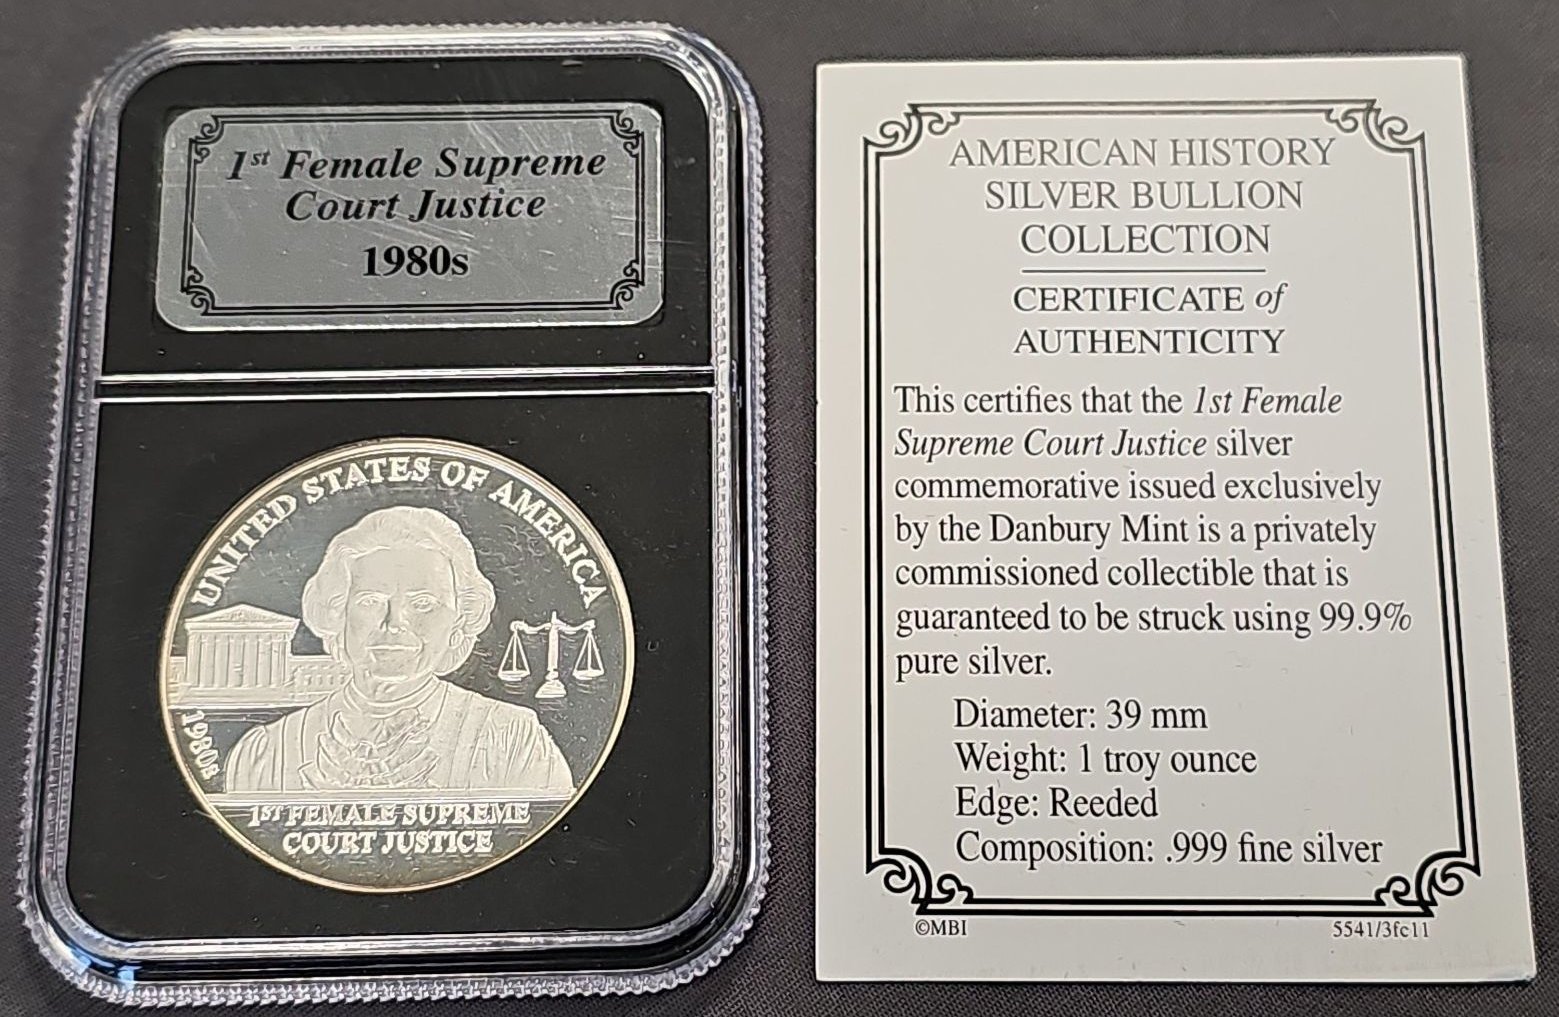 1st Female Supreme
Court Justice
1980s
UNITED STATES OF AMERICA
1980s
1ST FEMALE SUPREME
COURT JUSTICE
AMERICAN HISTORY
SILVER BULLION
COLLECTION
CERTIFICATE of
AUTHENTICITY
This certifies that the 1st Female
Supreme Court Justice silver
commemorative issued exclusively
by the Danbury Mint is a privately
commissioned collectible that is
guaranteed to be struck using 99.9%
pure silver.
Diameter: 39 mm
Weight: 1 troy ounce
Edge: Reeded
Composition: .999 fine silver
©MBI
5541/3fc11